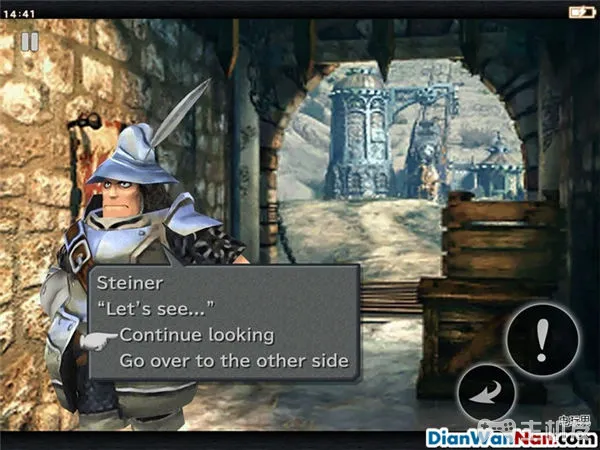 14:41
Steiner
“Let’s see...”
Continue looking
Go over to the other side
DianWanNan.com